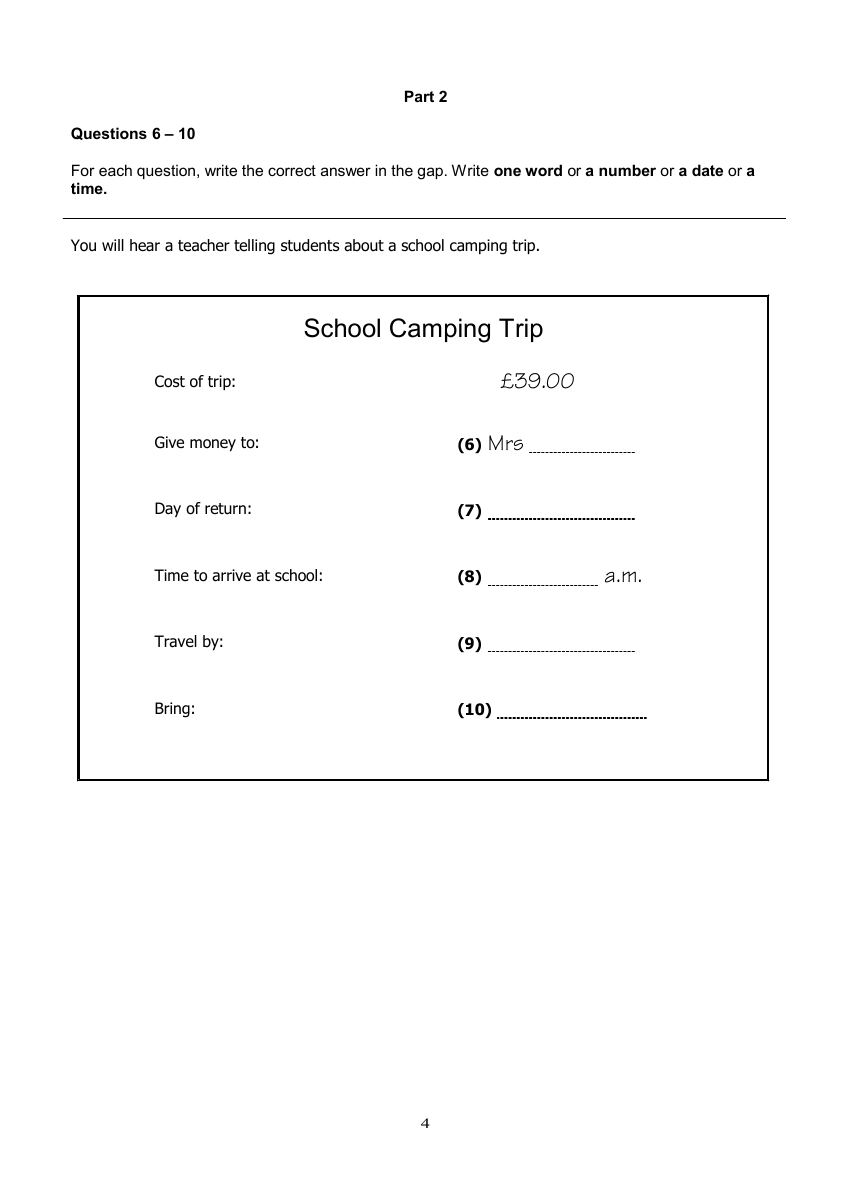 Part 2
Questions 6 – 10
For each question, write the correct answer in the gap. Write one word or a number or a date or a
time.
You will hear a teacher telling students about a school camping trip.
School Camping Trip
Cost of trip: £39.00
Give money to: (6) Mrs
Day of return: (7)
Time to arrive at school: (8) a.m.
Travel by: (9)
Bring: (10)
4